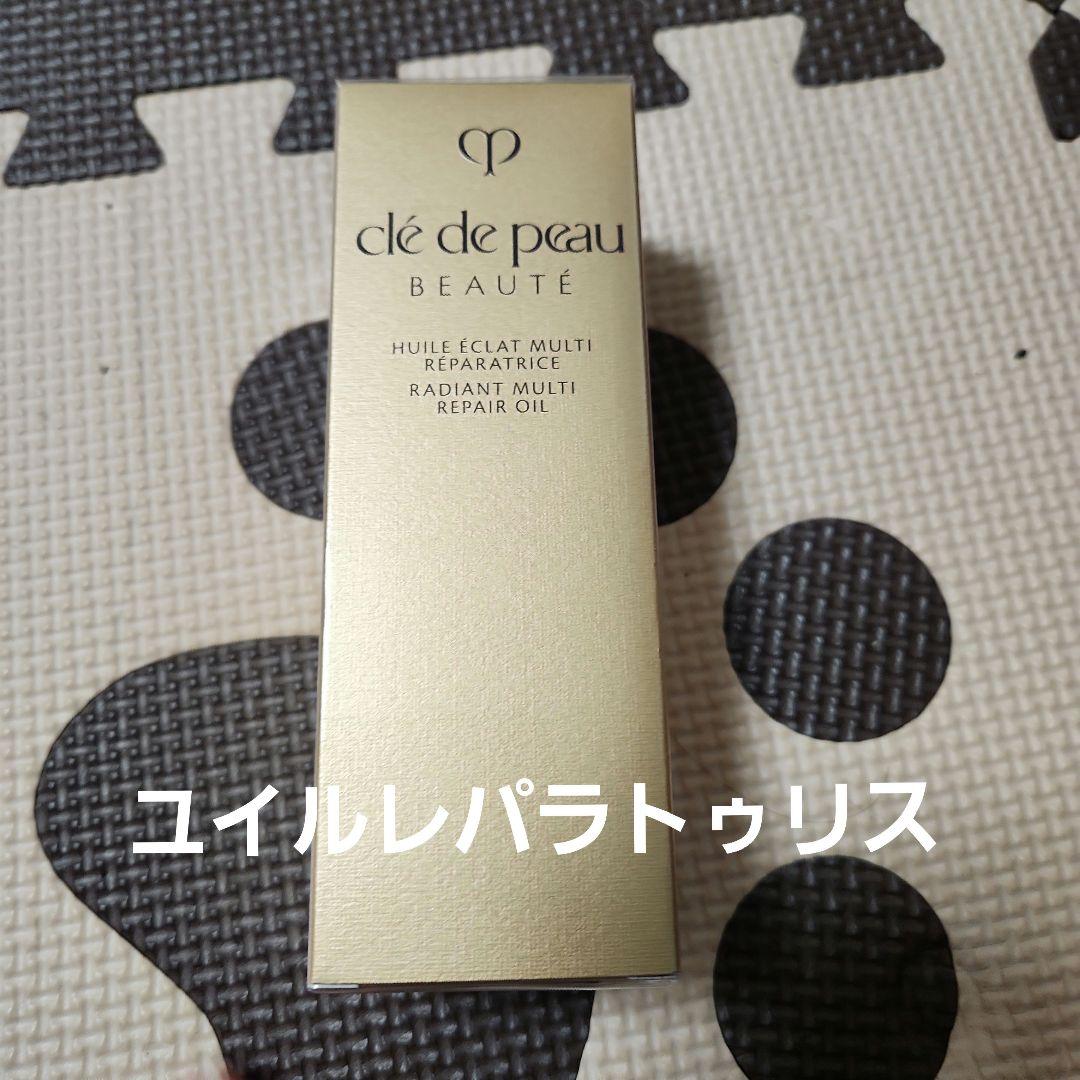 clé de peau
BEAUTÉ
HUILE ÉCLAT MULTI
RÉPARATRICE
RADIANT MULTI
REPAIR OIL
ユイルレパラトゥリス